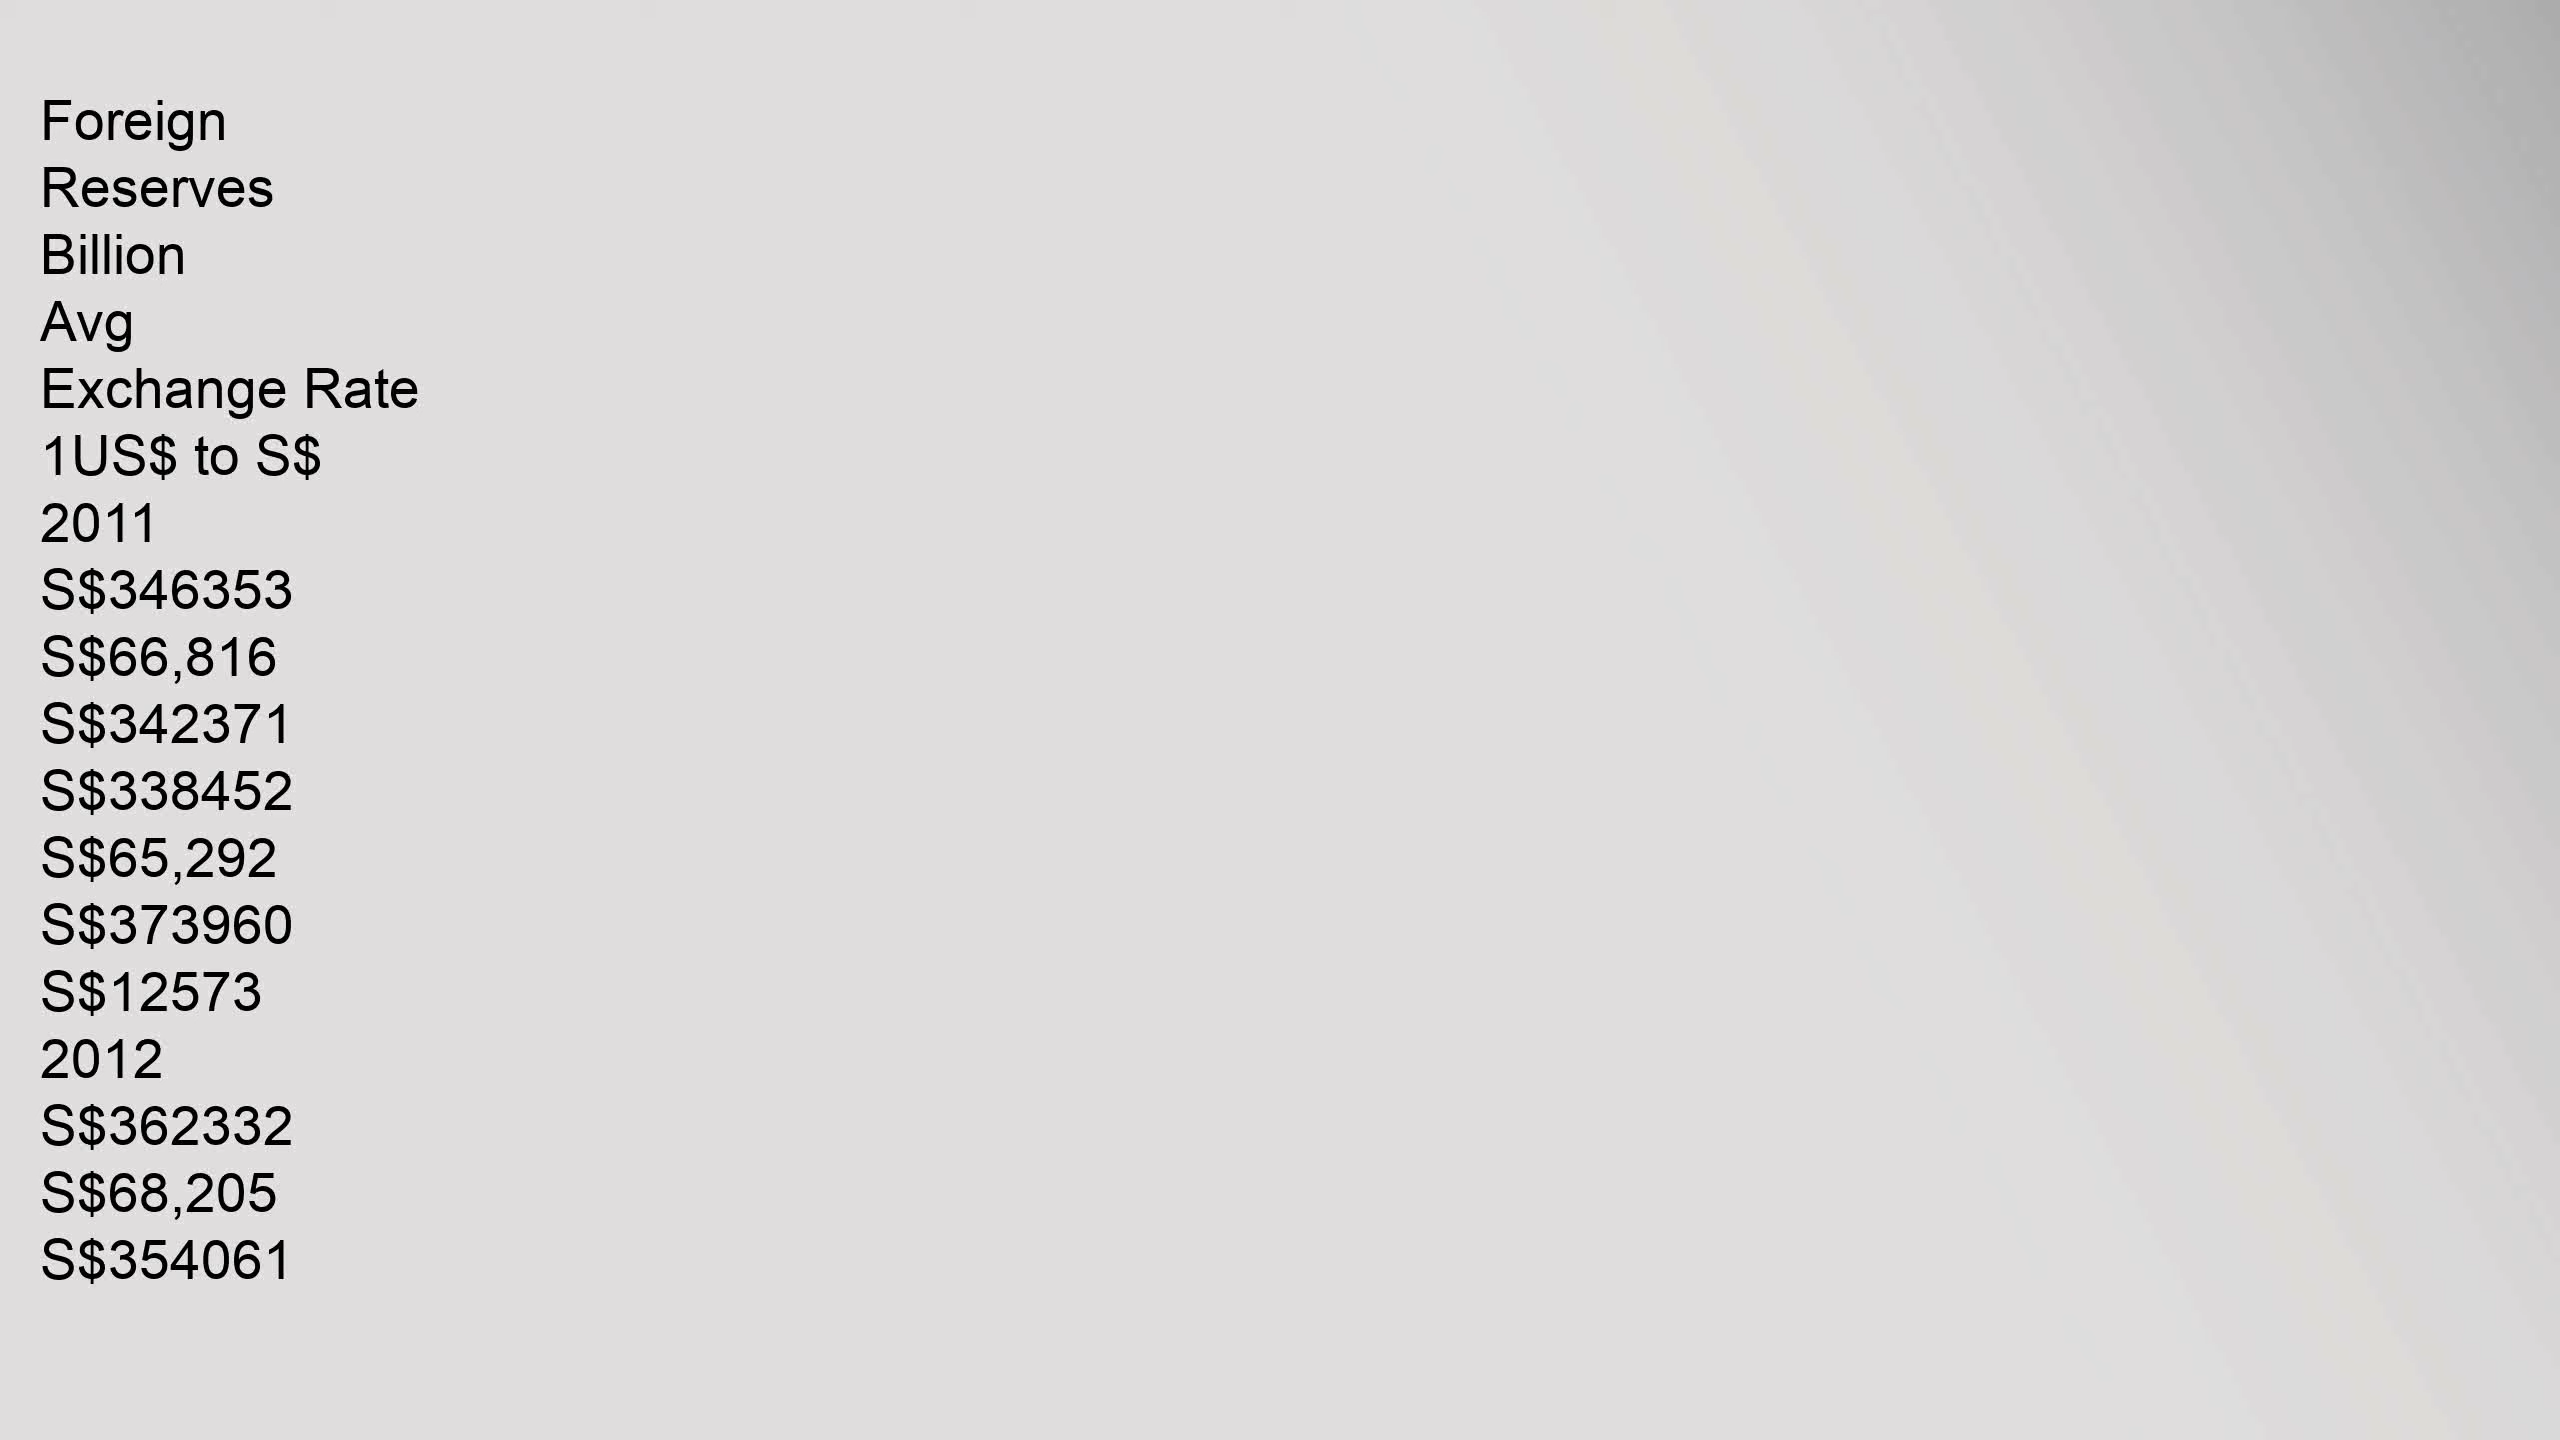 Foreign
Reserves
Billion
Avg
Exchange Rate
1US$ to S$
2011
S$346353
S$66,816
S$342371
S$338452
S$65,292
S$373960
S$12573
2012
S$362332
S$68,205
S$354061